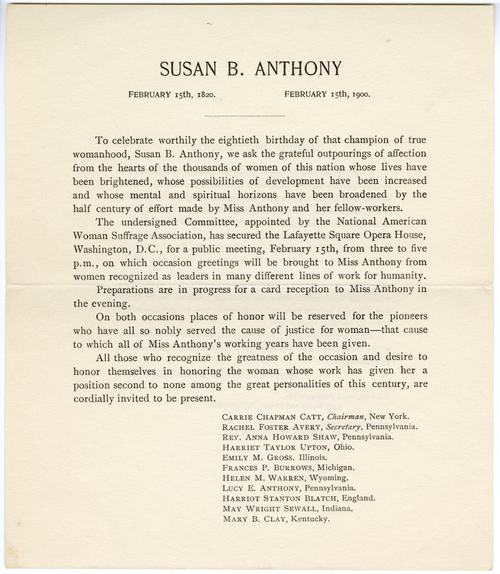 SUSAN B. ANTHONY
FEBRUARY 15th, 1820. FEBRUARY 15th, 1900.
To celebrate worthily the eightieth birthday of that champion of true
womanhood, Susan B. Anthony, we ask the grateful outpourings of affection
from the hearts of the thousands of women of this nation whose lives have
been brightened, whose possibilities of development have been increased
and whose mental and spiritual horizons have been broadened by the
half century of effort made by Miss Anthony and her fellow-workers.
The undersigned Committee, appointed by the National American
Woman Suffrage Association, has secured the Lafayette Square Opera House,
Washington, D.C., for a public meeting, February 15th, from three to five
p.m., on which occasion greetings will be brought to Miss Anthony from
women recognized as leaders in many different lines of work for humanity.
Preparations are in progress for a card reception to Miss Anthony in
the evening.
On both occasions places of honor will be reserved for the pioneers
who have all so nobly served the cause of justice for woman—that cause
to which all of Miss Anthony's working years have been given.
All those who recognize the greatness of the occasion and desire to
honor themselves in honoring the woman whose work has given her a
position second to none among the great personalities of this century, are
cordially invited to be present.
CARRIE CHAPMAN CATT, Chairman, New York.
RACHEL FOSTER AVERY, Secretary, Pennsylvania.
REV. ANNA HOWARD SHAW, Pennsylvania.
HARRIET TAYLOR UPTON, Ohio.
EMILY M. GROSS. Illinois.
FRANCES P. BURROWS, Michigan.
HELEN M. WARREN, Wyoming.
LUCY E. ANTHONY, Pennsylvania.
HARRIOT STANTON BLATCH, England.
MAY WRIGHT SEWALL, Indiana.
MARY B. CLAY, Kentucky.